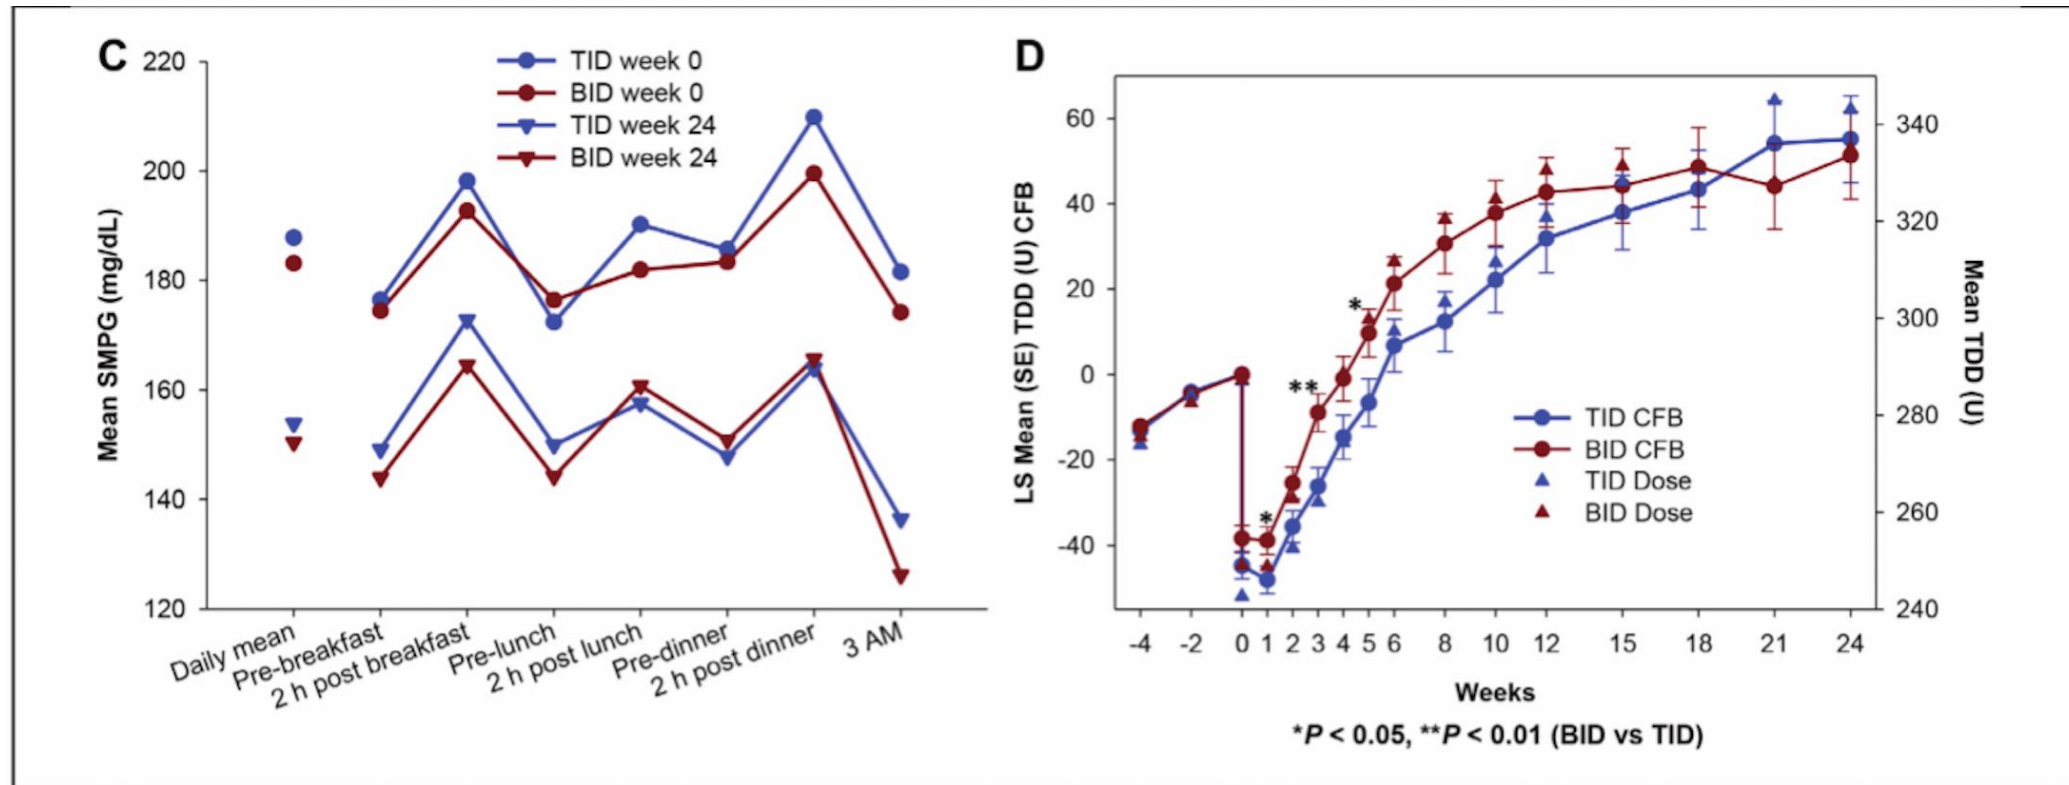 C
220
200
180
160
140
120
Mean SMPG (mg/dL)
TID week 0
BID week 0
TID week 24
BID week 24
Daily mean
Pre-breakfast
2 h post breakfast
Pre-lunch
2 h post lunch
Pre-dinner
2 h post dinner
3 AM
D
60
40
20
0
-20
-40
LS Mean (SE) TDD (U) CFB
*
**
*
TID CFB
BID CFB
TID Dose
BID Dose
340
320
300
280
260
240
Mean TDD (U)
-4 -2 0 1 2 3 4 5 6 8 10 12 15 18 21 24
Weeks
*P < 0.05, **P < 0.01 (BID vs TID)